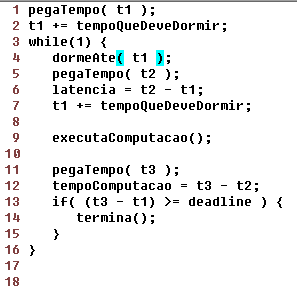 1 pegaTempo( t1 );
2 t1 += tempoQueDeveDormir;
3 while(1) {
4    dormeAte( t1 );
5    pegaTempo( t2 );
6    latencia = t2 - t1;
7    t1 += tempoQueDeveDormir;
8
9    executaComputacao();
10
11    pegaTempo( t3 );
12    tempoComputacao = t3 - t2;
13    if( (t3 - t1) >= deadline ) {
14       termina();
15    }
16 }
17
18